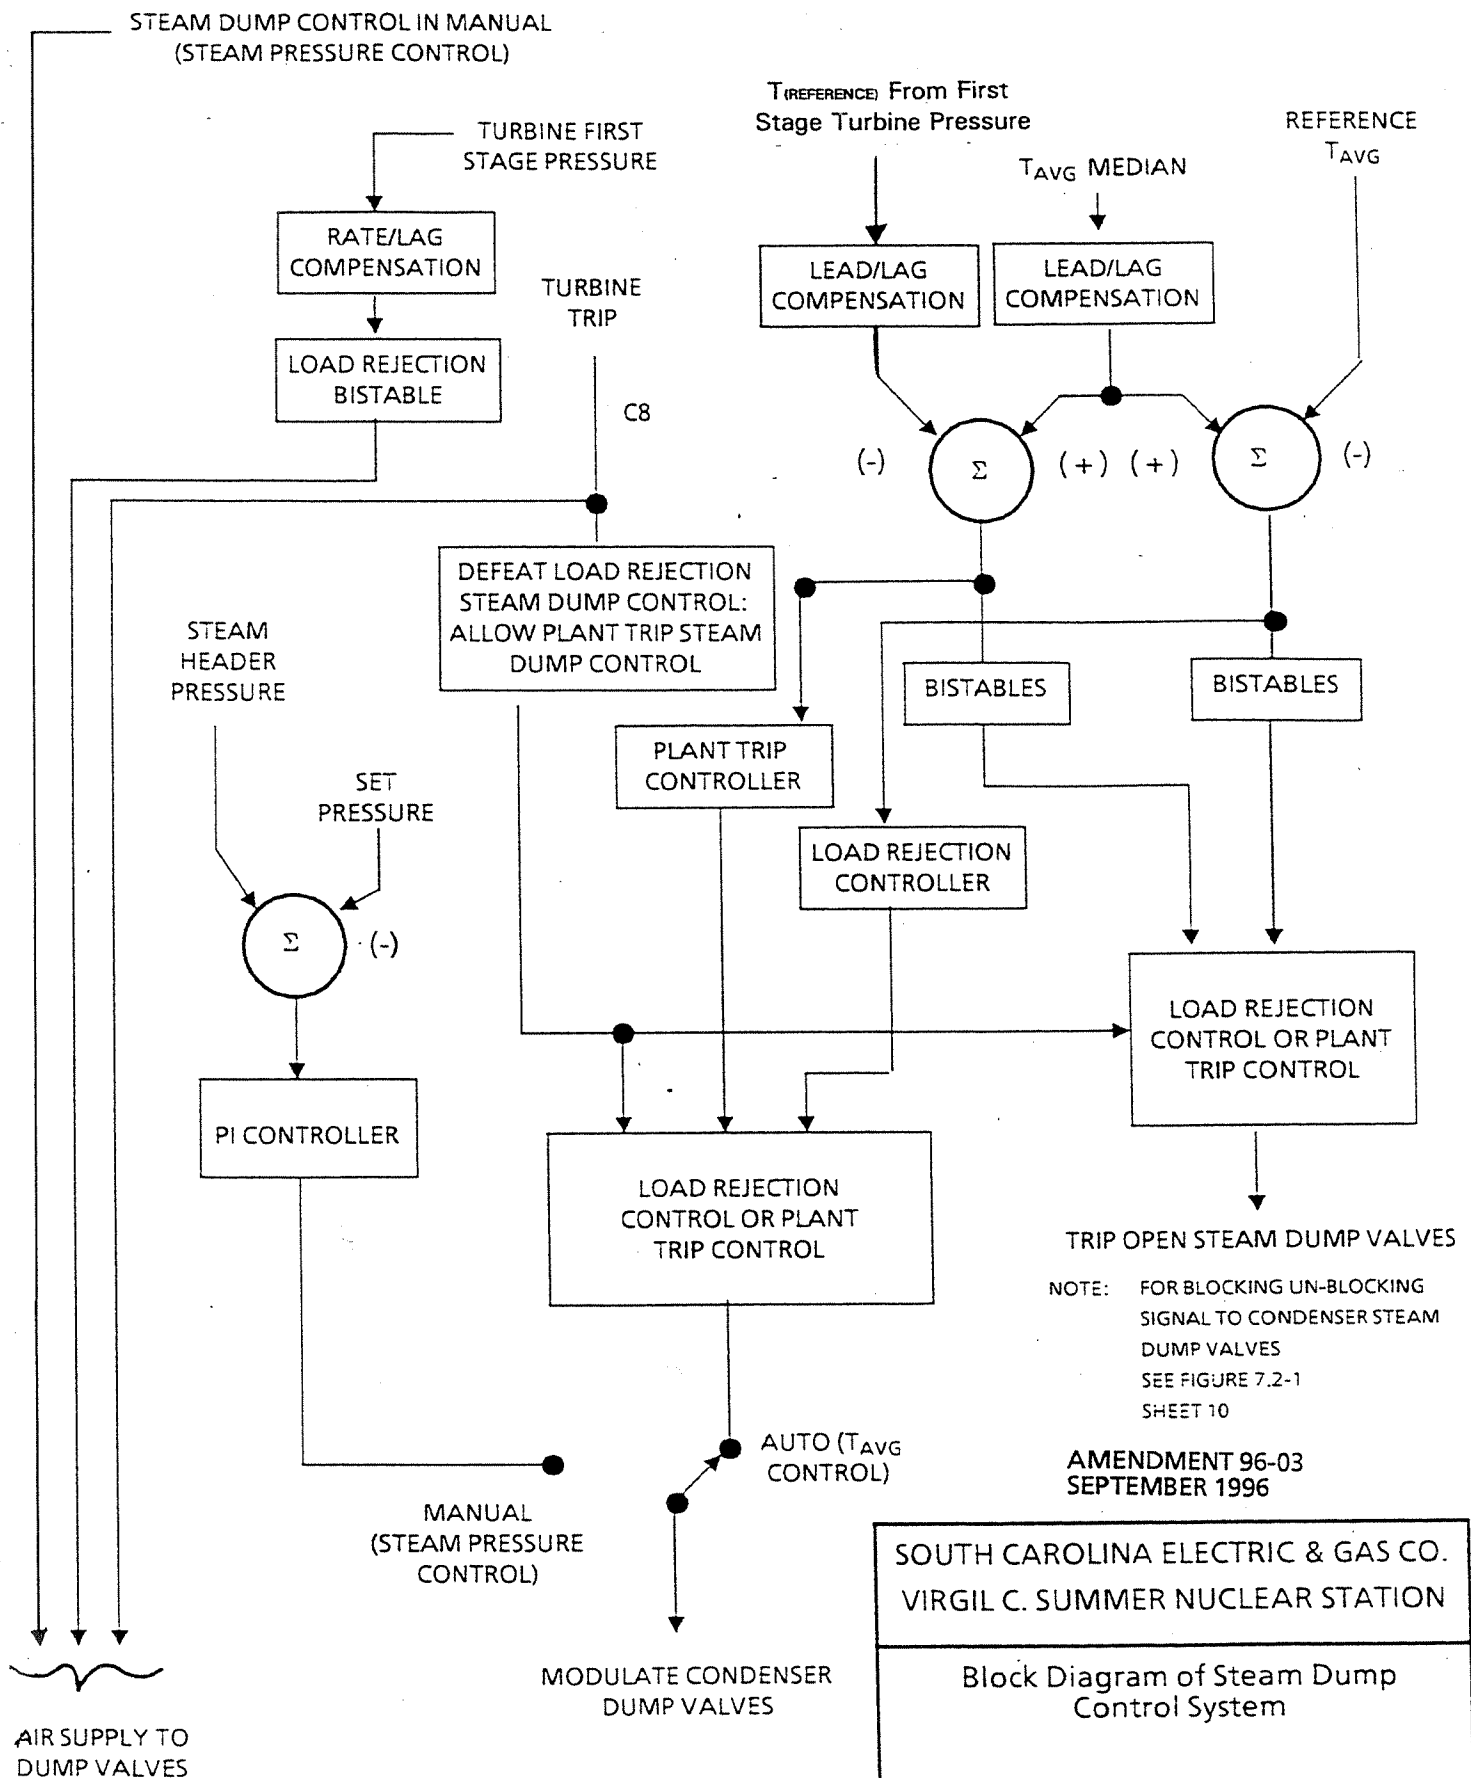 STEAM DUMP CONTROL IN MANUAL
(STEAM PRESSURE CONTROL)
T(REFERENCE) From First
Stage Turbine Pressure
REFERENCE
TAVG
TURBINE FIRST
STAGE PRESSURE
TAVG MEDIAN
RATE/LAG
COMPENSATION
LEAD/LAG
COMPENSATION
LEAD/LAG
COMPENSATION
TURBINE
TRIP
LOAD REJECTION
BISTABLE
C8
(-)
Σ
(+)
(+)
Σ
(-)
DEFEAT LOAD REJECTION
STEAM DUMP CONTROL:
ALLOW PLANT TRIP STEAM
DUMP CONTROL
STEAM
HEADER
PRESSURE
BISTABLES
BISTABLES
PLANT TRIP
CONTROLLER
SET
PRESSURE
LOAD REJECTION
CONTROLLER
Σ
(-)
LOAD REJECTION
CONTROL OR PLANT
TRIP CONTROL
PI CONTROLLER
LOAD REJECTION
CONTROL OR PLANT
TRIP CONTROL
TRIP OPEN STEAM DUMP VALVES
NOTE: FOR BLOCKING UN-BLOCKING
SIGNAL TO CONDENSER STEAM
DUMP VALVES
SEE FIGURE 7.2-1
SHEET 10
AUTO (TAVG
CONTROL)
MANUAL
(STEAM PRESSURE
CONTROL)
AMENDMENT 96-03
SEPTEMBER 1996
SOUTH CAROLINA ELECTRIC & GAS CO.
VIRGIL C. SUMMER NUCLEAR STATION
MODULATE CONDENSER
DUMP VALVES
Block Diagram of Steam Dump
Control System
AIR SUPPLY TO
DUMP VALVES